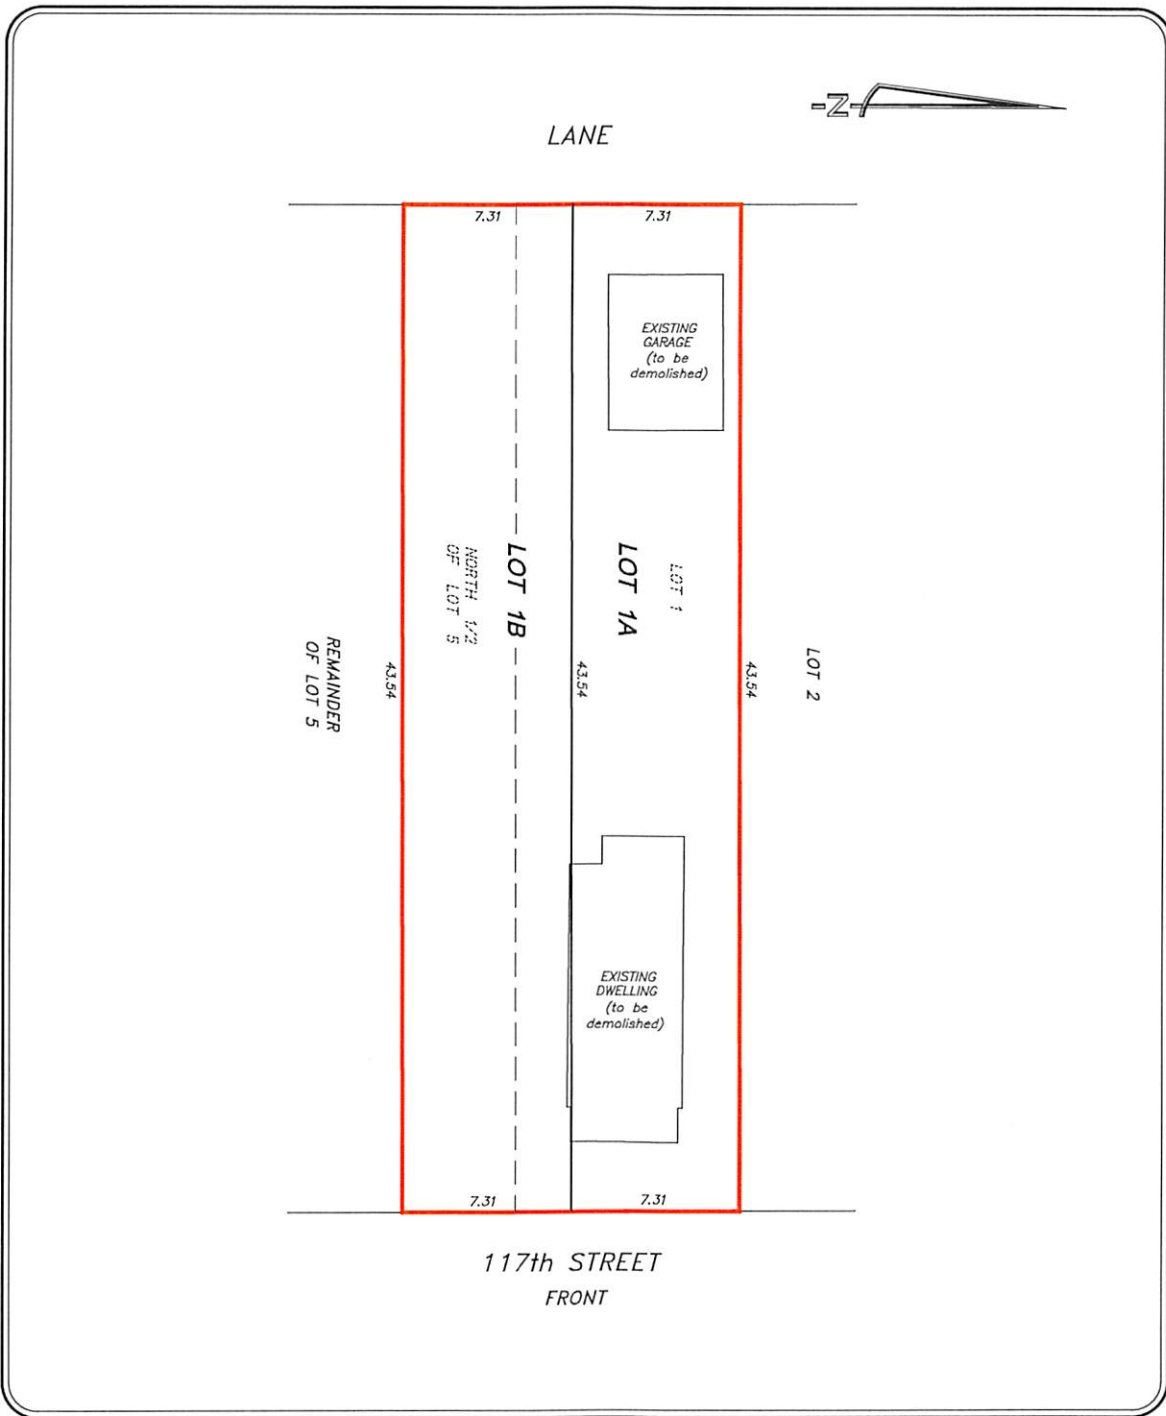 -N-
LANE
7.31
7.31
EXISTING
GARAGE
(to be
demolished)
LOT 1
LOT 1A
LOT 1B
NORTH 1/2
OF LOT 5
REMAINDER
OF LOT 5
43.54
43.54
43.54
LOT 2
EXISTING
DWELLING
(to be
demolished)
7.31
7.31
117th STREET
FRONT